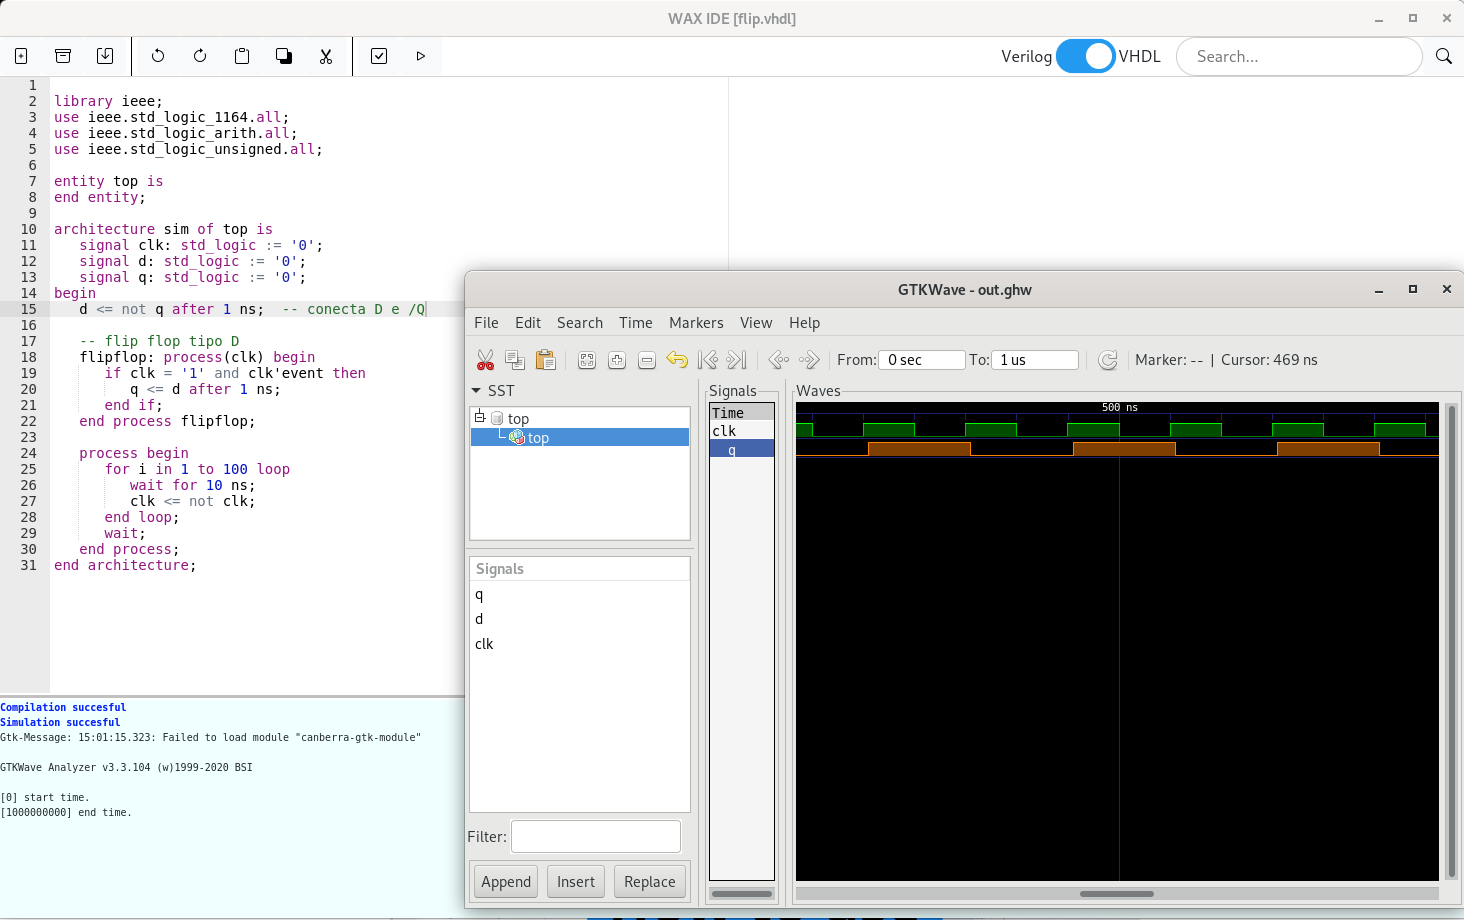 WAX IDE [flip.vhdl]
Verilog VHDL Search...
1
2 library ieee;
3 use ieee.std_logic_1164.all;
4 use ieee.std_logic_arith.all;
5 use ieee.std_logic_unsigned.all;
6
7 entity top is
8 end entity;
9
10 architecture sim of top is
11 signal clk: std_logic := '0';
12 signal d: std_logic := '0';
13 signal q: std_logic := '0';
14 begin
15 d <= not q after 1 ns; -- conecta D e /Q
16
17 -- flip flop tipo D
18 flipflop: process(clk) begin
19 if clk = '1' and clk'event then
20 q <= d after 1 ns;
21 end if;
22 end process flipflop;
23
24 process begin
25 for i in 1 to 100 loop
26 wait for 10 ns;
27 clk <= not clk;
28 end loop;
29 wait;
30 end process;
31 end architecture;
Compilation succesful
Simulation succesful
Gtk-Message: 15:01:15.323: Failed to load module "canberra-gtk-module"
GTKWave Analyzer v3.3.104 (w)1999-2020 BSI
[0] start time.
[1000000000] end time.
GTKWave - out.ghw
File Edit Search Time Markers View Help
From: 0 sec To: 1 us Marker: -- | Cursor: 469 ns
SST
top
top
Signals
q
d
clk
Filter:
Append Insert Replace
Signals
Time
clk
q
Waves
500 ns